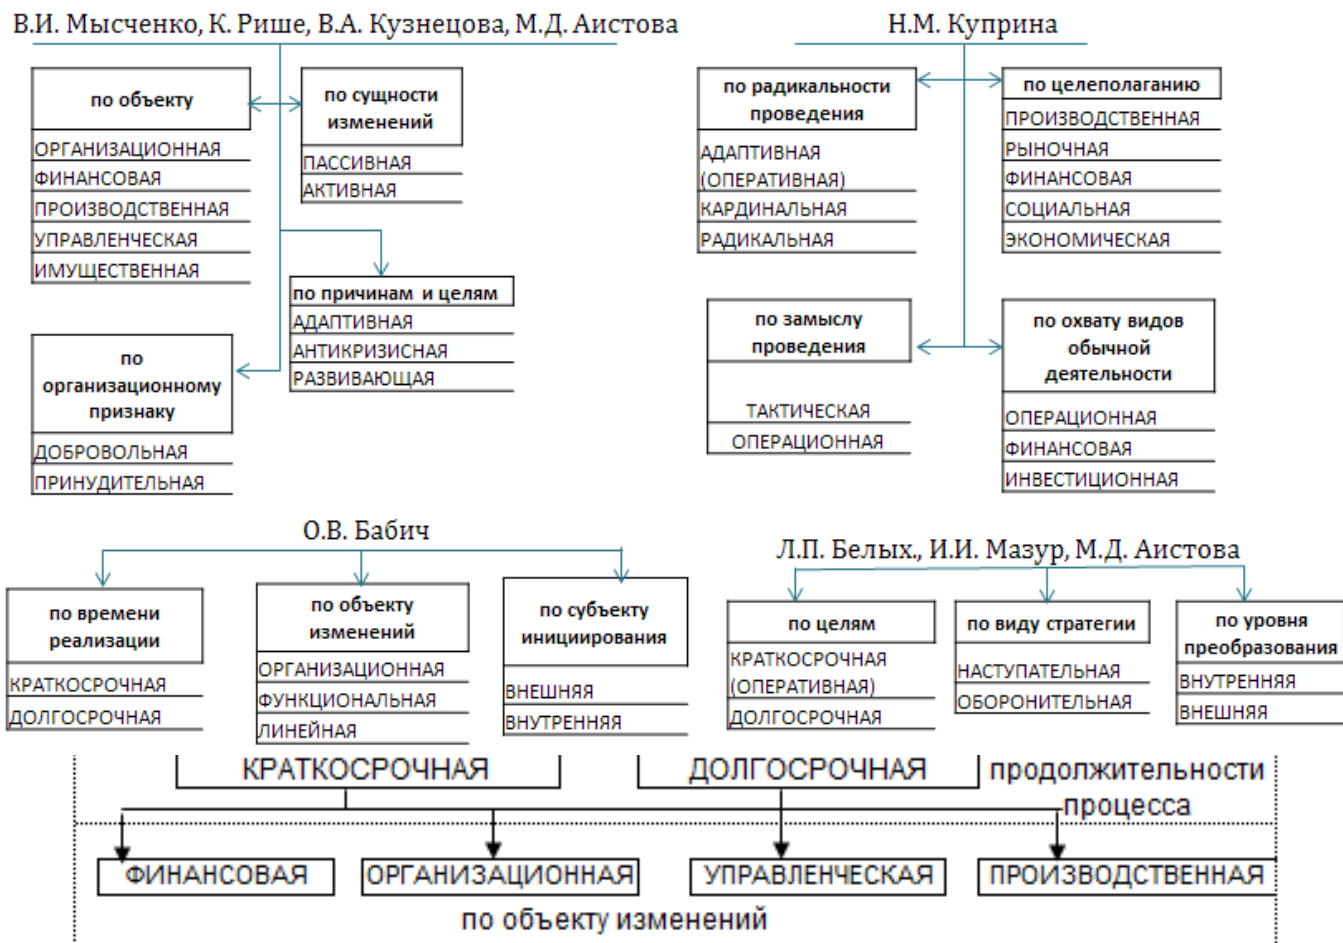 В.И. Мысченко, К. Рише, В.А. Кузнецова, М.Д. Аистова
по объекту
ОРГАНИЗАЦИОННАЯ
ФИНАНСОВАЯ
ПРОИЗВОДСТВЕННАЯ
УПРАВЛЕНЧЕСКАЯ
ИМУЩЕСТВЕННАЯ
по сущности
изменений
ПАССИВНАЯ
АКТИВНАЯ
по причинам и целям
АДАПТИВНАЯ
АНТИКРИЗИСНАЯ
РАЗВИВАЮЩАЯ
по
организационному
признаку
ДОБРОВОЛЬНАЯ
ПРИНУДИТЕЛЬНАЯ
Н.М. Куприна
по радикальности
проведения
АДАПТИВНАЯ
(ОПЕРАТИВНАЯ)
КАРДИНАЛЬНАЯ
РАДИКАЛЬНАЯ
по целеполаганию
ПРОИЗВОДСТВЕННАЯ
РЫНОЧНАЯ
ФИНАНСОВАЯ
СОЦИАЛЬНАЯ
ЭКОНОМИЧЕСКАЯ
по замыслу
проведения
ТАКТИЧЕСКАЯ
ОПЕРАЦИОННАЯ
по охвату видов
обычной
деятельности
ОПЕРАЦИОННАЯ
ФИНАНСОВАЯ
ИНВЕСТИЦИОННАЯ
О.В. Бабич
по времени
реализации
КРАТКОСРОЧНАЯ
ДОЛГОСРОЧНАЯ
по объекту
изменений
ОРГАНИЗАЦИОННАЯ
ФУНКЦИОНАЛЬНАЯ
ЛИНЕЙНАЯ
по субъекту
инициирования
ВНЕШНЯЯ
ВНУТРЕННЯЯ
Л.П. Белых., И.И. Мазур, М.Д. Аистова
по целям
КРАТКОСРОЧНАЯ
(ОПЕРАТИВНАЯ)
ДОЛГОСРОЧНАЯ
по виду стратегии
НАСТУПАТЕЛЬНАЯ
ОБОРОНИТЕЛЬНАЯ
по уровня
преобразования
ВНУТРЕННЯЯ
ВНЕШНЯЯ
КРАТКОСРОЧНАЯ
ДОЛГОСРОЧНАЯ
продолжительности
процесса
ФИНАНСОВАЯ
ОРГАНИЗАЦИОННАЯ
УПРАВЛЕНЧЕСКАЯ
ПРОИЗВОДСТВЕННАЯ
по объекту изменений